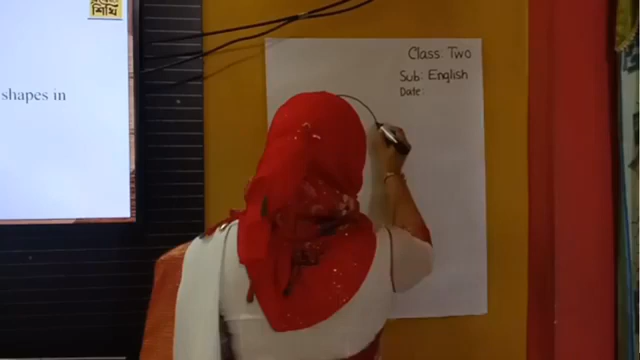 শিখি
shapes in
Class: Two
Sub: English
Date: